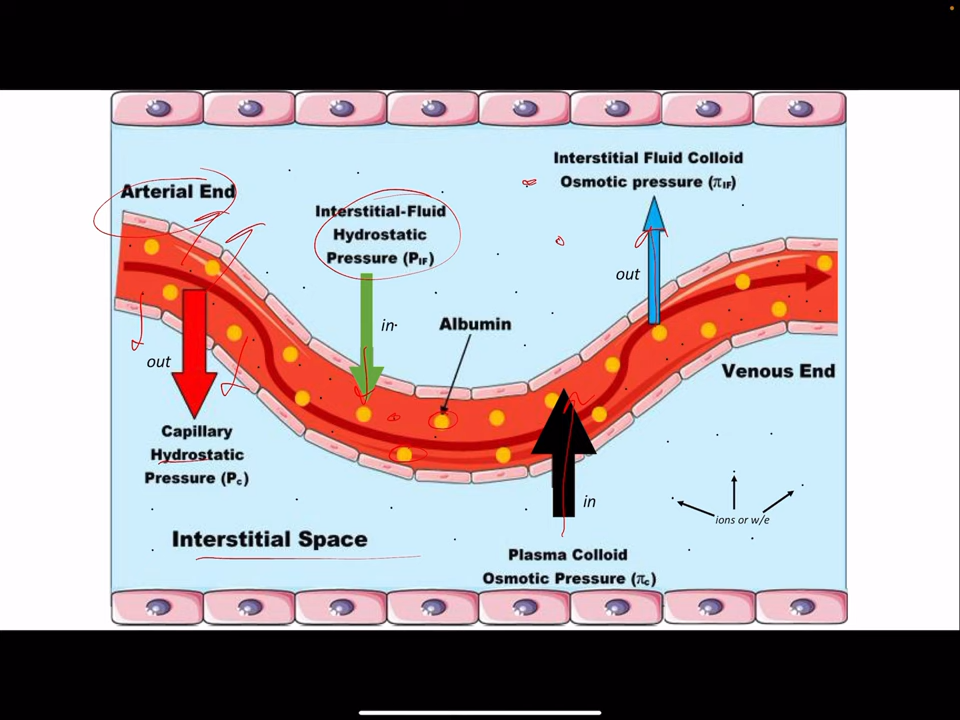 Interstitial Fluid Colloid
Osmotic pressure (πIF)
Arterial End
Interstitial-Fluid
Hydrostatic
Pressure (PIF)
out
in
Albumin
out
Venous End
Capillary
Hydrostatic
Pressure (Pc)
in
ions or w/e
Interstitial Space
Plasma Colloid
Osmotic Pressure (πc)